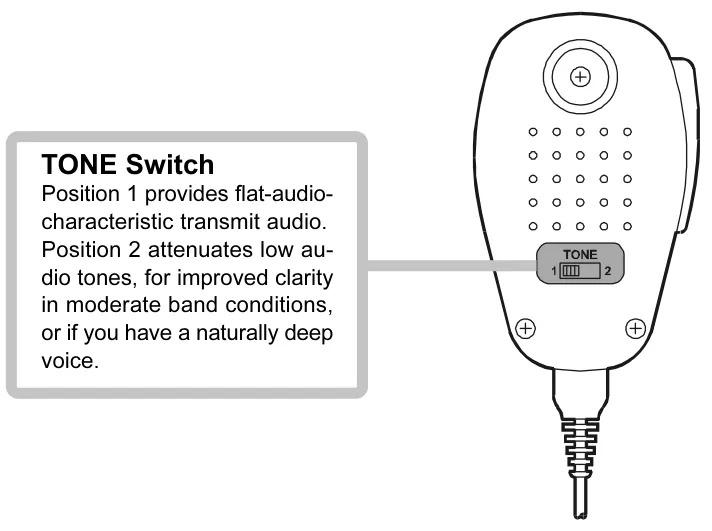 TONE Switch
Position 1 provides flat-audio-
characteristic transmit audio.
Position 2 attenuates low au-
dio tones, for improved clarity
in moderate band conditions,
or if you have a naturally deep
voice.
TONE
1 2